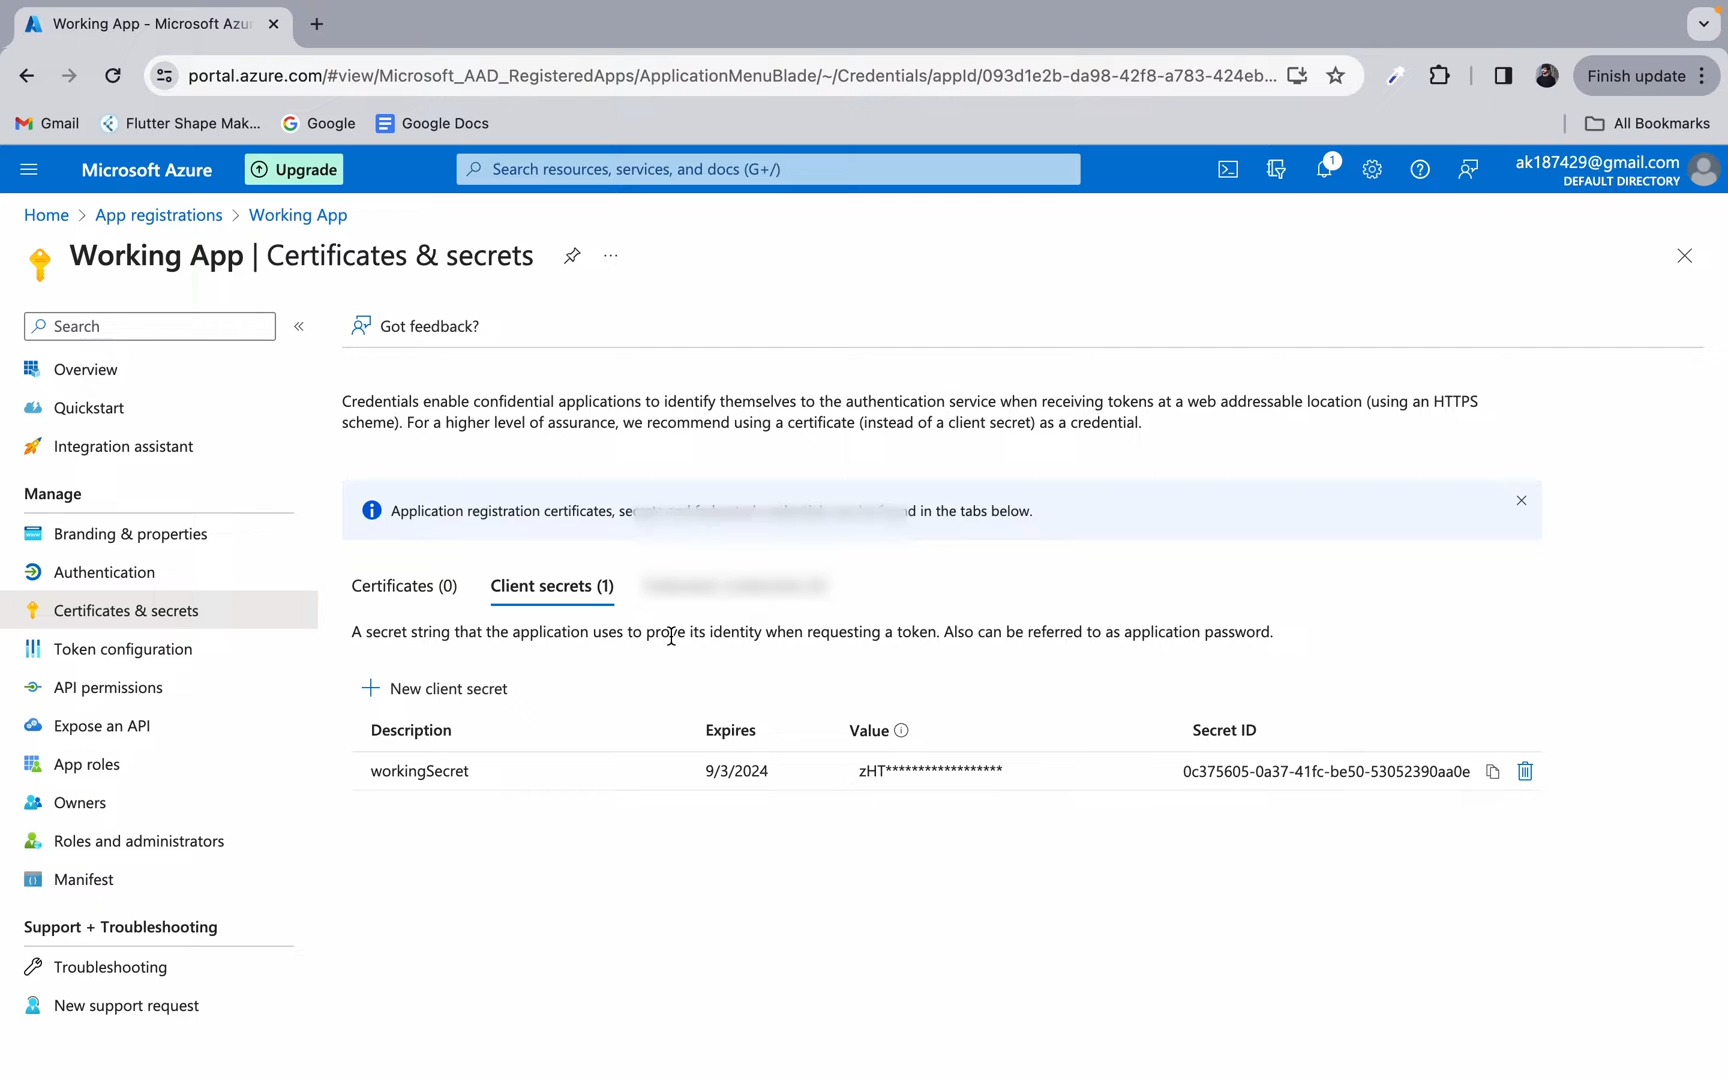 Working App - Microsoft Azu
portal.azure.com/#view/Microsoft_AAD_RegisteredApps/ApplicationMenuBlade/~/Credentials/appId/093d1e2b-da98-42f8-a783-424eb...
Finish update
Gmail
Flutter Shape Mak...
Google
Google Docs
All Bookmarks
Microsoft Azure
Upgrade
Search resources, services, and docs (G+/)
1
ak187429@gmail.com
DEFAULT DIRECTORY
Home > App registrations > Working App
Working App | Certificates & secrets
Search
Got feedback?
Overview
Quickstart
Integration assistant
Manage
Branding & properties
Authentication
Certificates & secrets
Token configuration
API permissions
Expose an API
App roles
Owners
Roles and administrators
Manifest
Support + Troubleshooting
Troubleshooting
New support request
Credentials enable confidential applications to identify themselves to the authentication service when receiving tokens at a web addressable location (using an HTTPS
scheme). For a higher level of assurance, we recommend using a certificate (instead of a client secret) as a credential.
Application registration certificates, in the tabs below.
Certificates (0)
Client secrets (1)
A secret string that the application uses to prove its identity when requesting a token. Also can be referred to as application password.
New client secret
Description Expires Value Secret ID
workingSecret 9/3/2024 zHT****************** 0c375605-0a37-41fc-be50-53052390aa0e